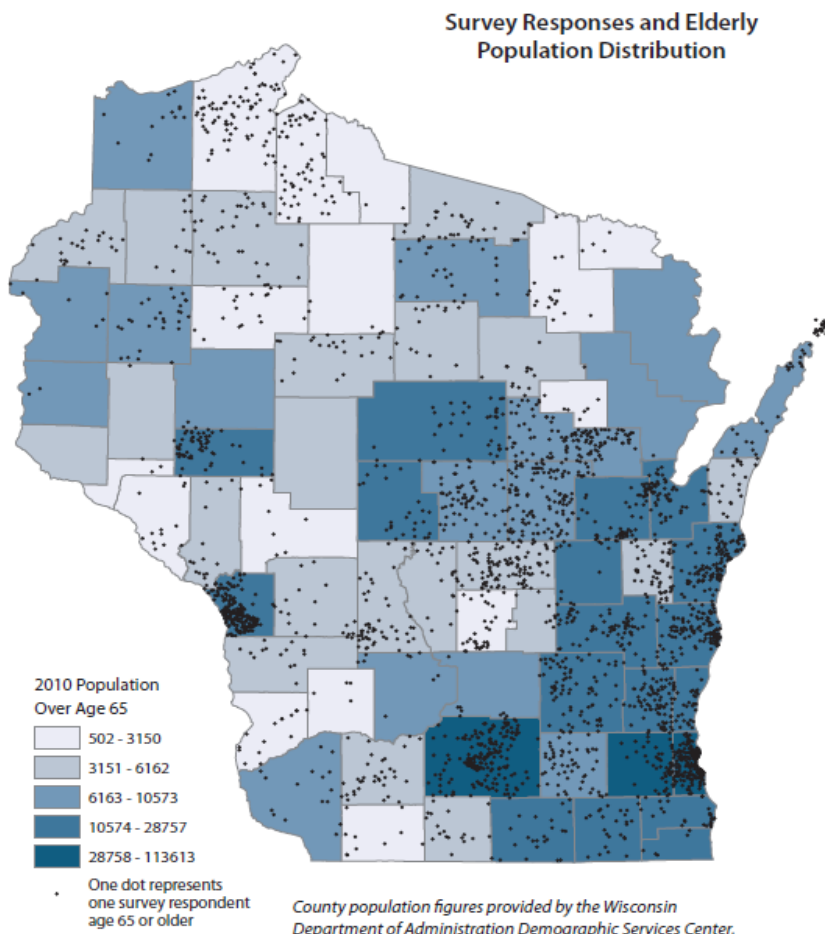 Survey Responses and Elderly
Population Distribution
2010 Population
Over Age 65
502 - 3150
3151 - 6162
6163 - 10573
10574 - 28757
28758 - 113613
One dot represents
one survey respondent
age 65 or older
County population figures provided by the Wisconsin
Department of Administration Demographic Services Center.